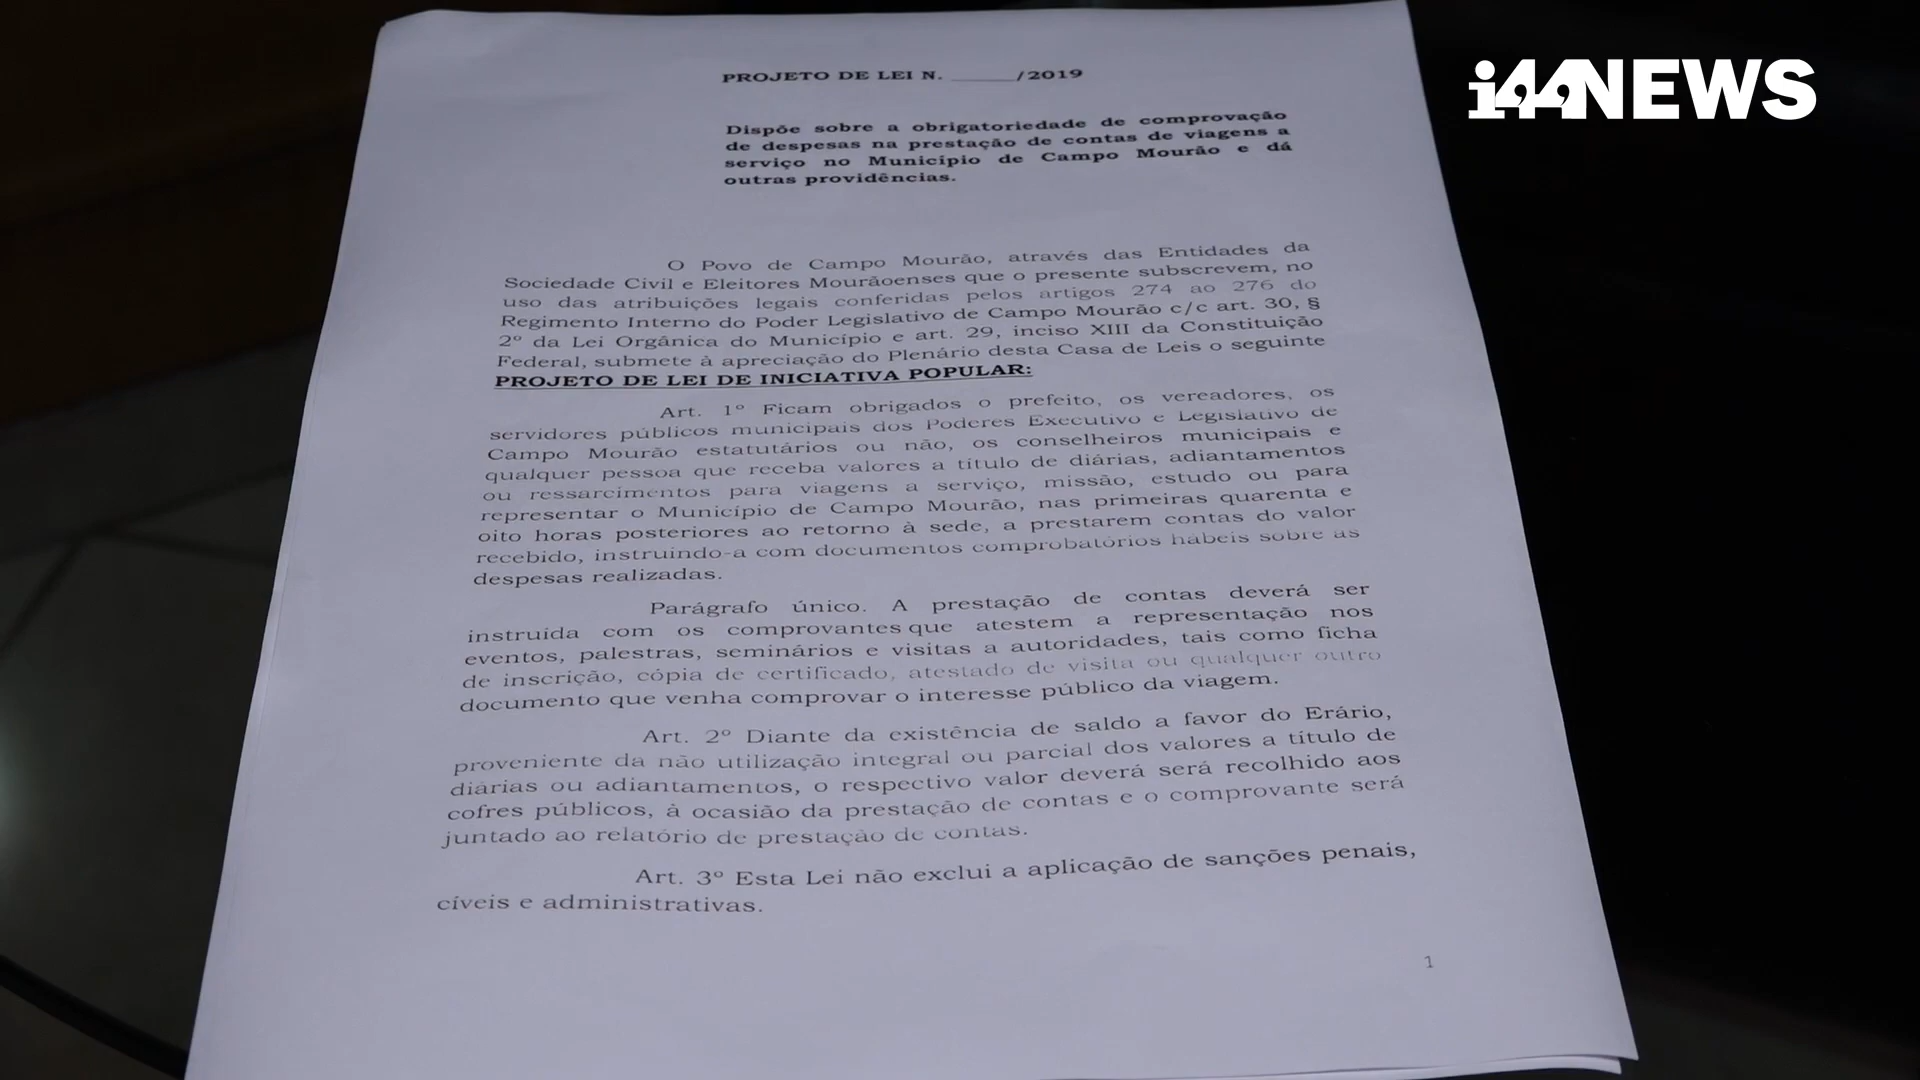 PROJETO DE LEI N. ______/2019
i44NEWS
Dispõe sobre a obrigatoriedade de comprovação
de despesas na prestação de contas de viagens a
serviço no Município de Campo Mourão e dá
outras providências.
O Povo de Campo Mourão, através das Entidades da
Sociedade Civil e Eleitores Mourãoenses que o presente subscrevem, no
uso das atribuições legais conferidas pelos artigos 274 ao 276 do
Regimento Interno do Poder Legislativo de Campo Mourão c/c art. 30, §
2º da Lei Orgânica do Município e art. 29, inciso XIII da Constituição
Federal, submete à apreciação do Plenário desta Casa de Leis o seguinte
PROJETO DE LEI DE INICIATIVA POPULAR:
Art. 1º Ficam obrigados o prefeito, os vereadores, os
servidores públicos municipais dos Poderes Executivo e Legislativo de
Campo Mourão estatutários ou não, os conselheiros municipais e
qualquer pessoa que receba valores a título de diárias, adiantamentos
ou ressarcimentos para viagens a serviço, missão, estudo ou para
representar o Município de Campo Mourão, nas primeiras quarenta e
oito horas posteriores ao retorno à sede, a prestarem contas do valor
recebido, instruindo-a com documentos comprobatórios hábeis sobre as
despesas realizadas.
Parágrafo único. A prestação de contas deverá ser
instruída com os comprovantes que atestem a representação nos
eventos, palestras, seminários e visitas a autoridades, tais como ficha
de inscrição, cópia de certificado, atestado de visita ou qualquer outro
documento que venha comprovar o interesse público da viagem.
Art. 2º Diante da existência de saldo a favor do Erário,
proveniente da não utilização integral ou parcial dos valores a título de
diárias ou adiantamentos, o respectivo valor deverá será recolhido aos
cofres públicos, à ocasião da prestação de contas e o comprovante será
juntado ao relatório de prestação de contas.
Art. 3º Esta Lei não exclui a aplicação de sanções penais,
cíveis e administrativas.
1